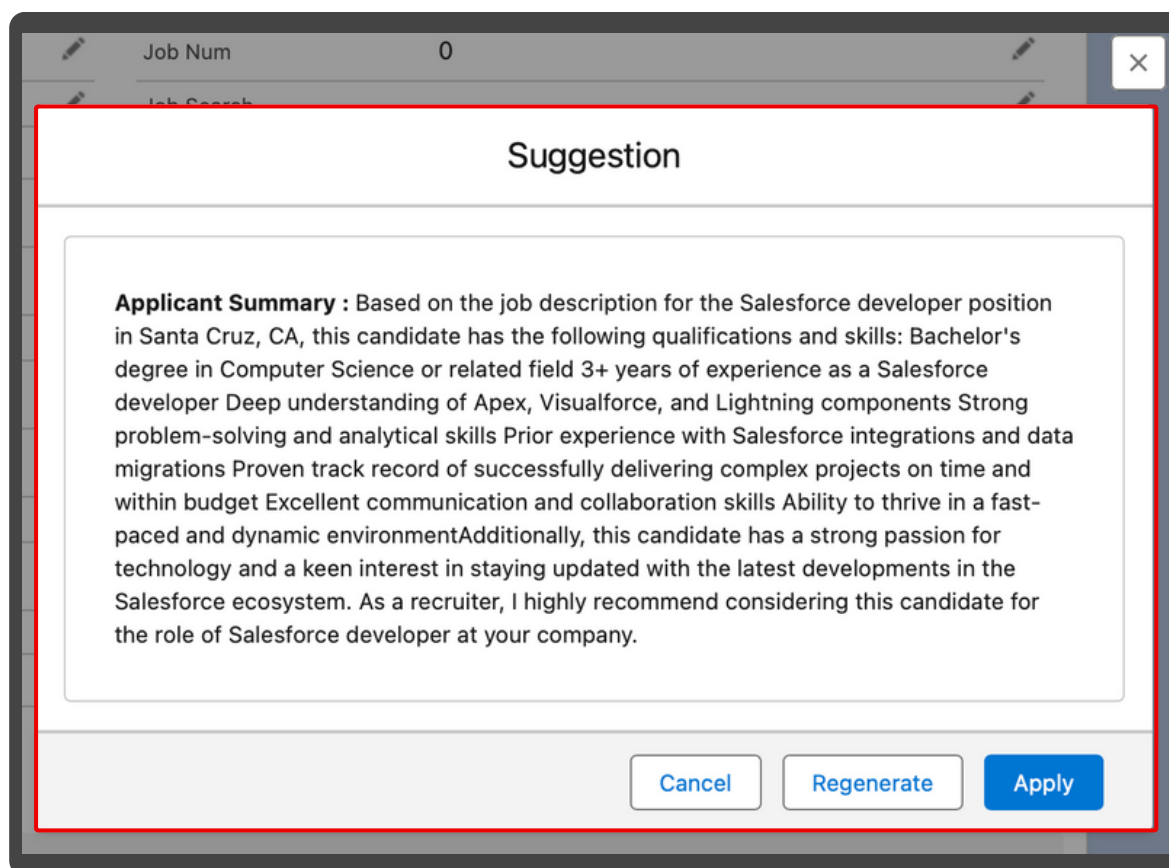 Job Num 0
Job Search
Suggestion
Applicant Summary : Based on the job description for the Salesforce developer position
in Santa Cruz, CA, this candidate has the following qualifications and skills: Bachelor's
degree in Computer Science or related field 3+ years of experience as a Salesforce
developer Deep understanding of Apex, Visualforce, and Lightning components Strong
problem-solving and analytical skills Prior experience with Salesforce integrations and data
migrations Proven track record of successfully delivering complex projects on time and
within budget Excellent communication and collaboration skills Ability to thrive in a fast-
paced and dynamic environmentAdditionally, this candidate has a strong passion for
technology and a keen interest in staying updated with the latest developments in the
Salesforce ecosystem. As a recruiter, I highly recommend considering this candidate for
the role of Salesforce developer at your company.
Cancel Regenerate Apply